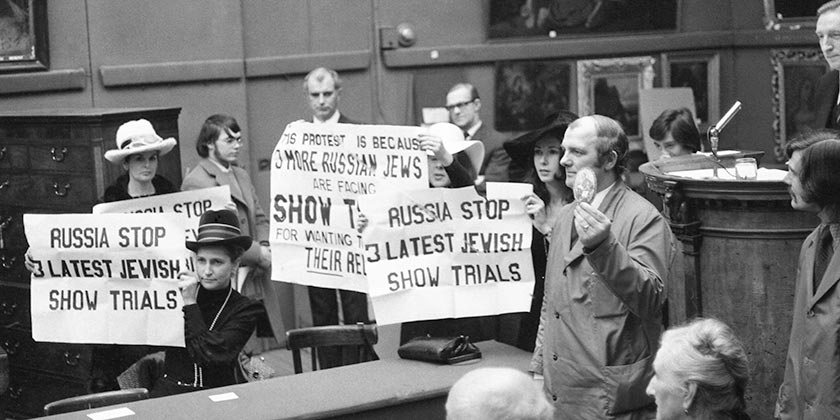 RUSSIA STOP
3 LATEST JEWISH
SHOW TRIALS
STOP
IS PROTEST IS BECAUSE
3 MORE RUSSIAN JEWS
ARE FACING
SHOW
FOR WANTING
THEIR
RUSSIA STOP
3 LATEST JEWISH
SHOW TRIALS